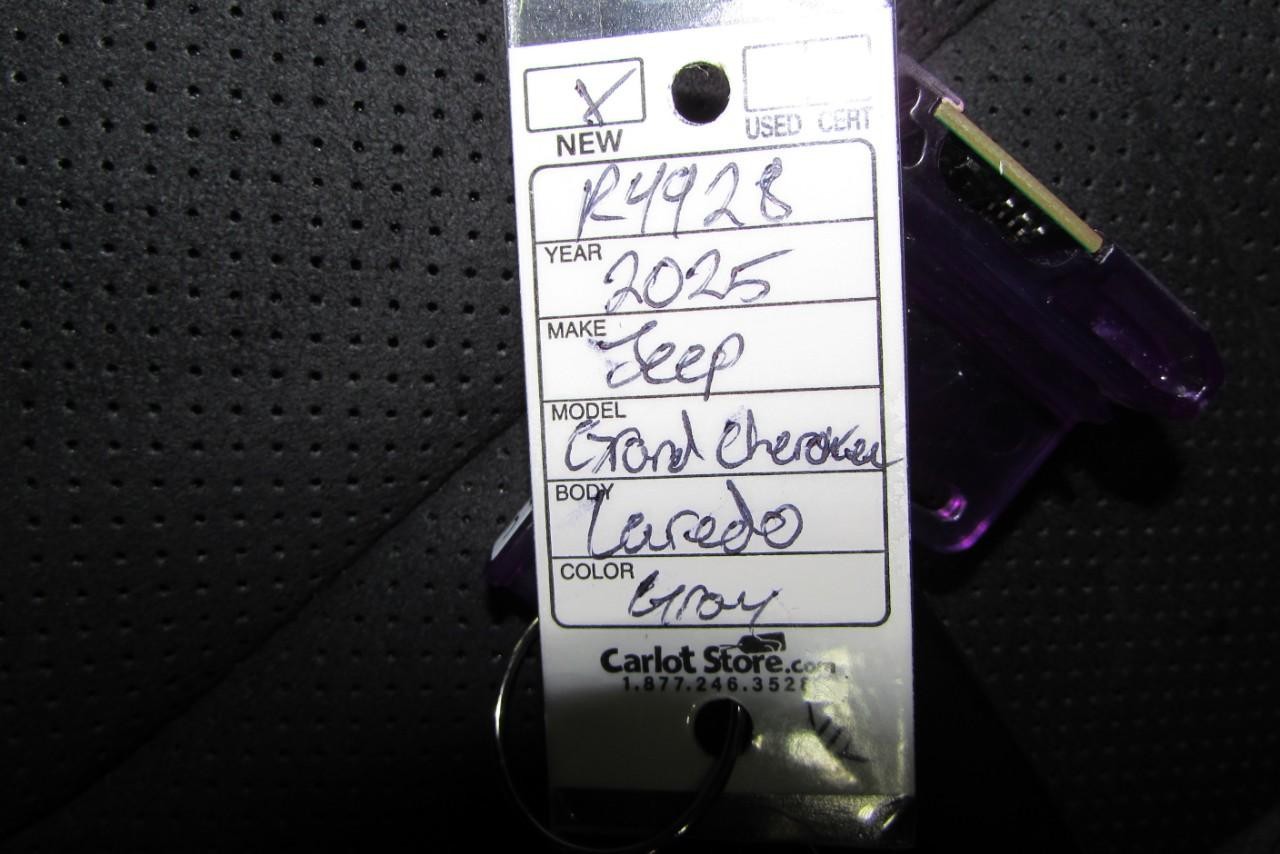 X
NEW
USED CERT
R4928
YEAR 2025
MAKE Jeep
MODEL Grand Cherokee
BODY Laredo
COLOR Gray
Carlot Store.com
1.877.246.3528